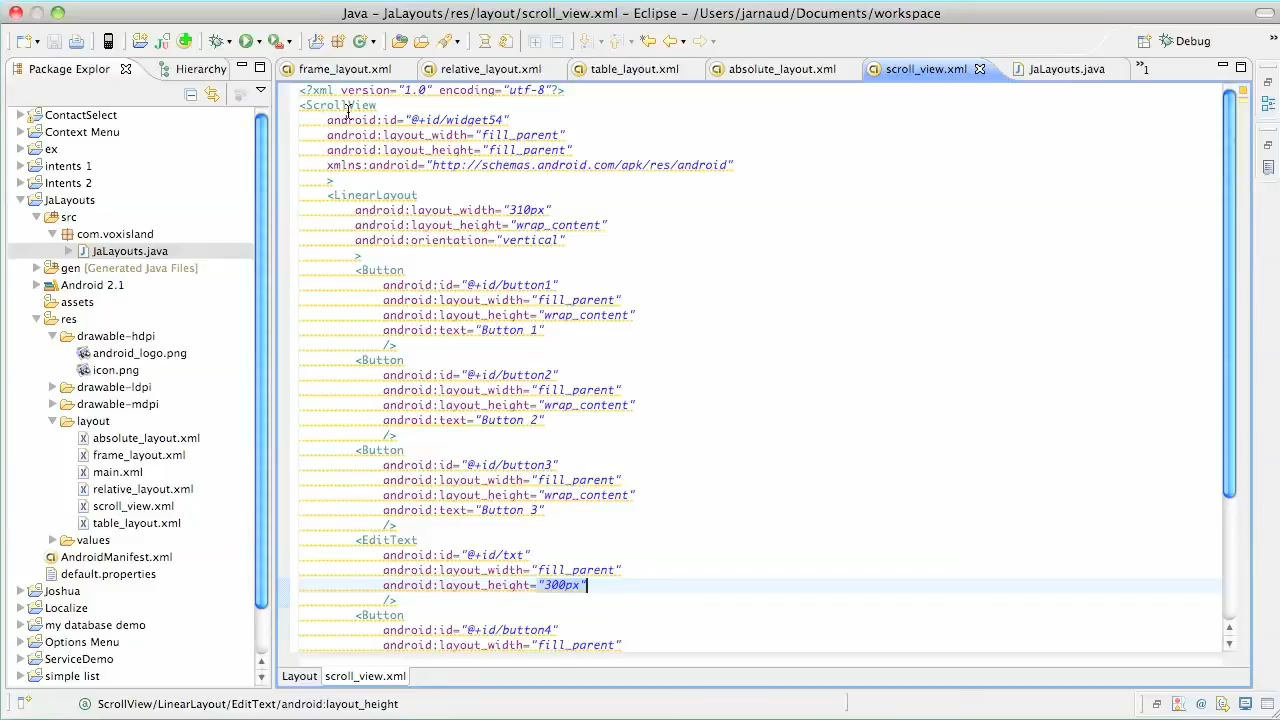 Java - JaLayouts/res/layout/scroll_view.xml - Eclipse - /Users/jarnaud/Documents/workspace
Debug
Package Explor
Hierarchy
frame_layout.xml
relative_layout.xml
table_layout.xml
absolute_layout.xml
scroll_view.xml
JaLayouts.java
»1
ContactSelect
Context Menu
ex
Intents 1
Intents 2
JaLayouts
src
com.voxisland
JaLayouts.java
gen [Generated Java Files]
Android 2.1
assets
res
drawable-hdpi
android_logo.png
icon.png
drawable-ldpi
drawable-mdpi
layout
absolute_layout.xml
frame_layout.xml
main.xml
relative_layout.xml
scroll_view.xml
table_layout.xml
values
AndroidManifest.xml
default.properties
Joshua
Localize
my database demo
Options Menu
ServiceDemo
simple list
<?xml version="1.0" encoding="utf-8"?>
<ScrollView
android:id="@+id/widget54"
android:layout_width="fill_parent"
android:layout_height="fill_parent"
xmlns:android="http://schemas.android.com/apk/res/android"
>
<LinearLayout
android:layout_width="310px"
android:layout_height="wrap_content"
android:orientation="vertical"
>
<Button
android:id="@+id/button1"
android:layout_width="fill_parent"
android:layout_height="wrap_content"
android:text="Button 1"
/>
<Button
android:id="@+id/button2"
android:layout_width="fill_parent"
android:layout_height="wrap_content"
android:text="Button 2"
/>
<Button
android:id="@+id/button3"
android:layout_width="fill_parent"
android:layout_height="wrap_content"
android:text="Button 3"
/>
<EditText
android:id="@+id/txt"
android:layout_width="fill_parent"
android:layout_height="300px"
/>
<Button
android:id="@+id/button4"
android:layout_width="fill_parent"
Layout
scroll_view.xml
ScrollView/LinearLayout/EditText/android:layout_height